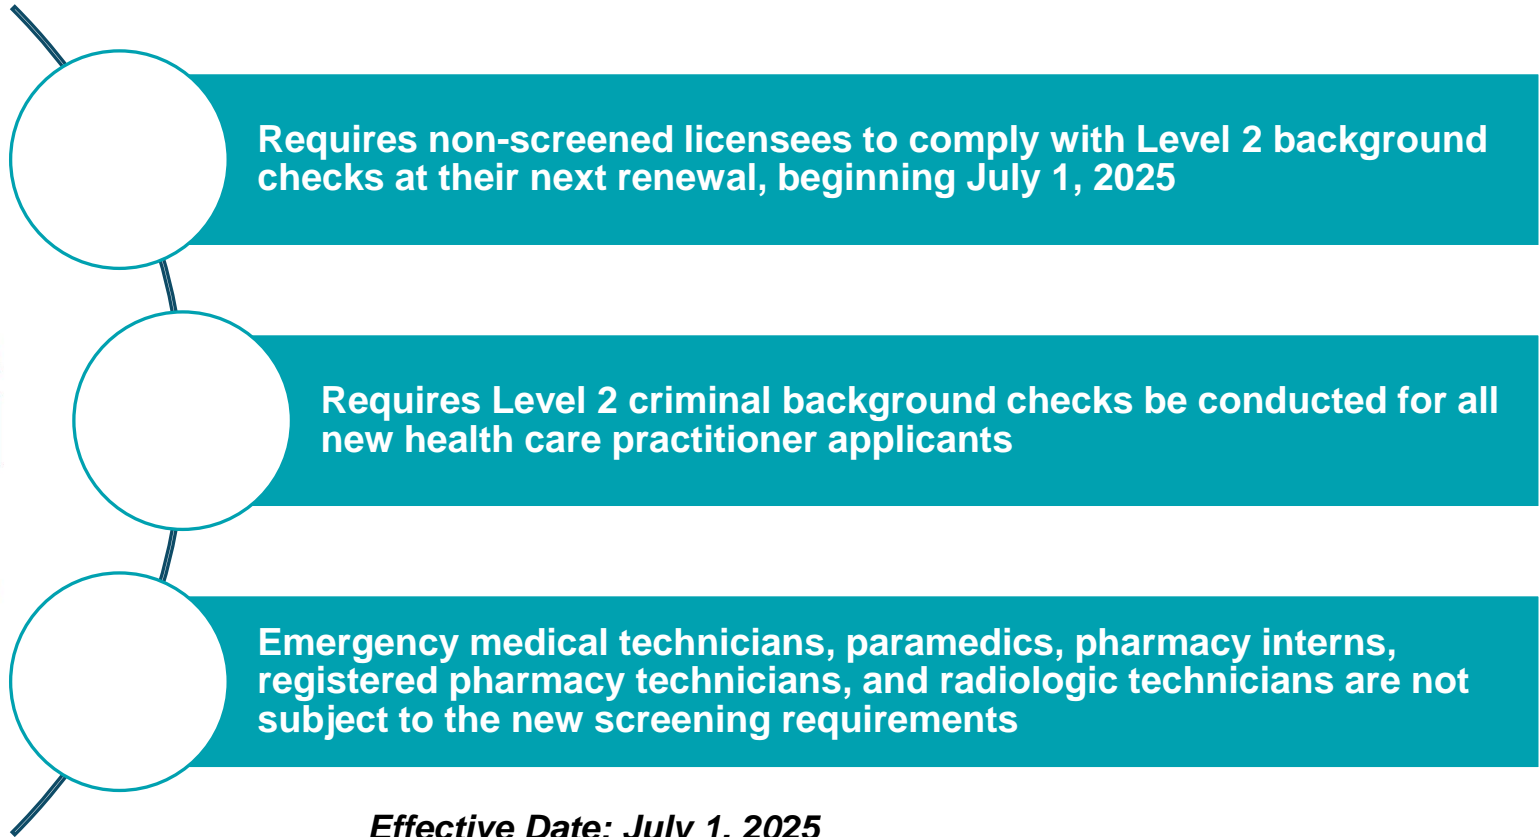 Requires non-screened licensees to comply with Level 2 background
checks at their next renewal, beginning July 1, 2025
Requires Level 2 criminal background checks be conducted for all
new health care practitioner applicants
Emergency medical technicians, paramedics, pharmacy interns,
registered pharmacy technicians, and radiologic technicians are not
subject to the new screening requirements
Effective Date: July 1, 2025